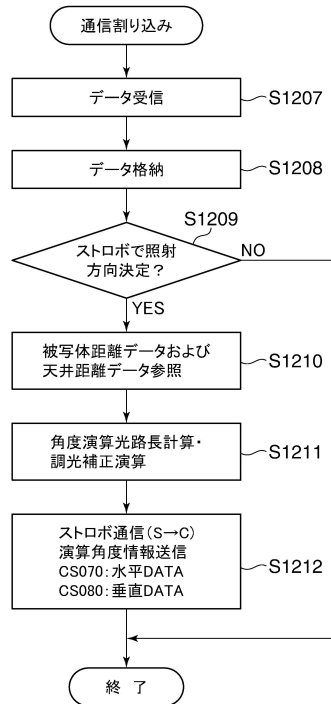 通信割り込み
データ受信
S1207
データ格納
S1208
S1209
ストロボで照射
方向決定?
NO
YES
被写体距離データおよび
天井距離データ参照
S1210
角度演算光路長計算・
調光補正演算
S1211
ストロボ通信(S→C)
演算角度情報送信
CS070:水平DATA
CS080:垂直DATA
S1212
終 了